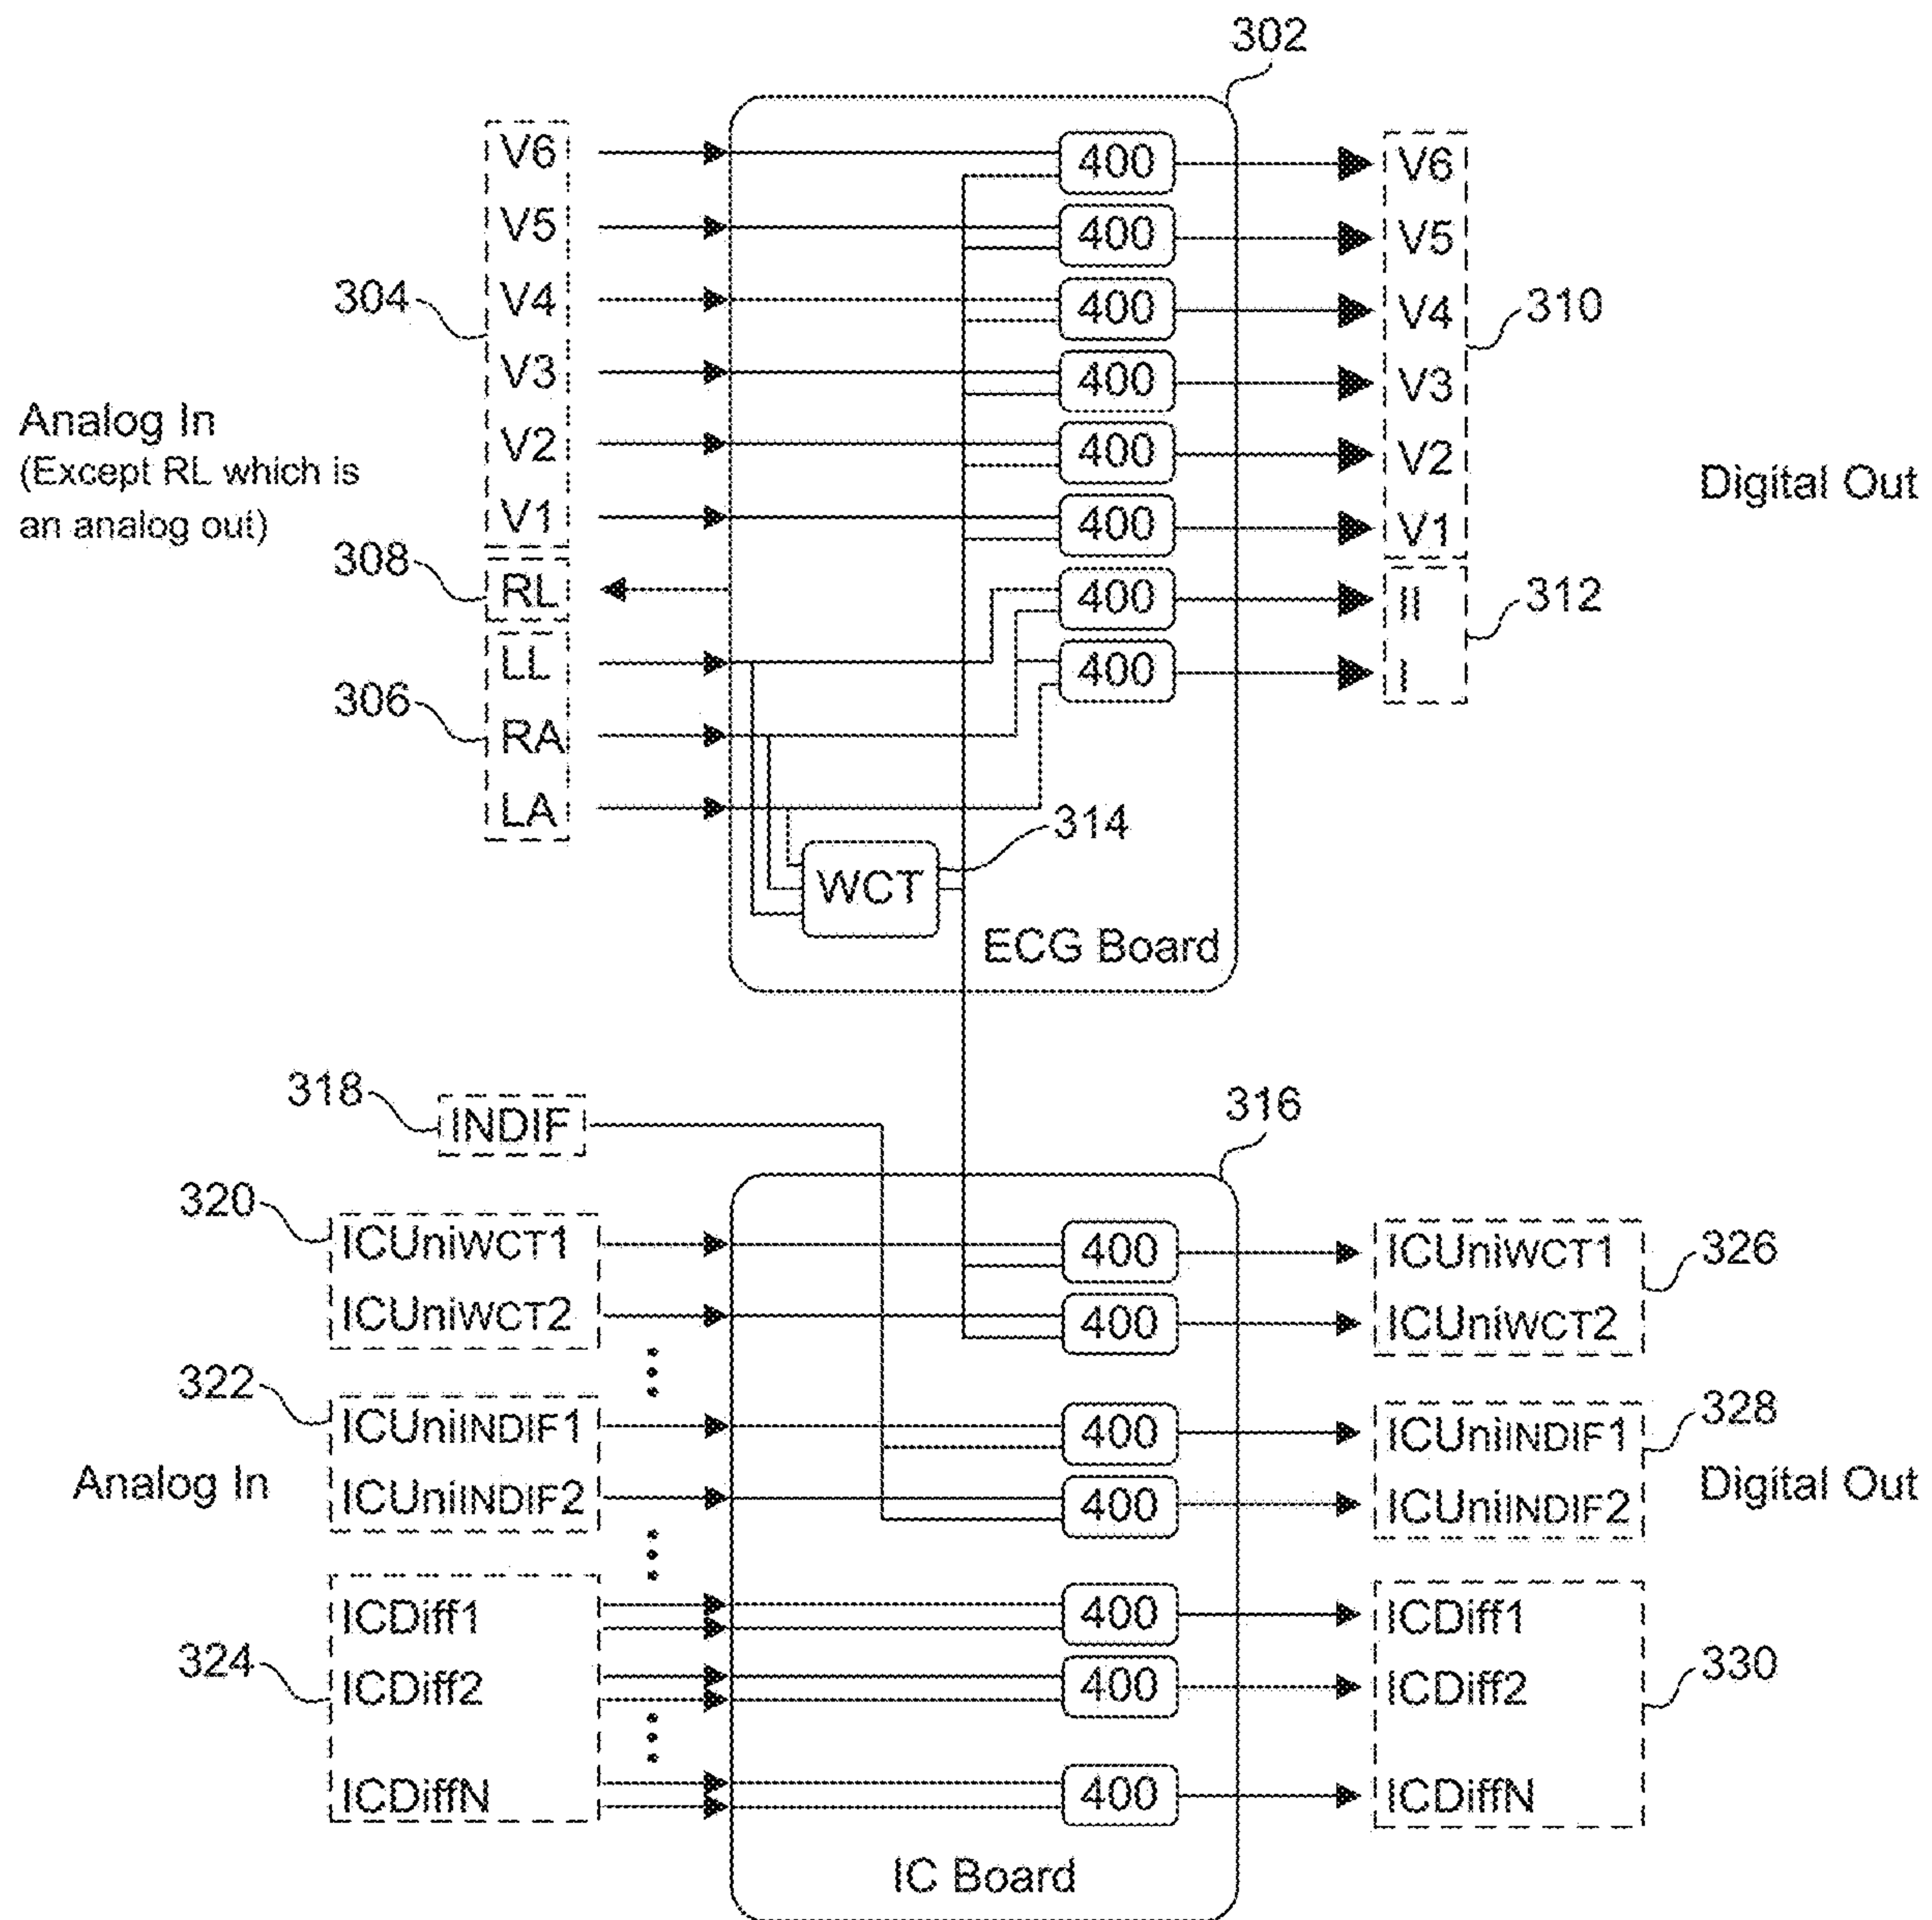 302
V6 400 V6
V5 400 V5
304 V4 400 V4 310
V3 400 V3
Analog In
(Except RL which is
an analog out)
V2 400 V2
Digital Out
V1 400 V1
308 RL 400 II 312
LL 400 I
306 RA
LA 314
WCT
ECG Board
318 INDIF 316
320 ICUniWCT1 400 ICUniWCT1 326
ICUniWCT2 400 ICUniWCT2
322 ICUniINDIF1 400 ICUniINDIF1 328
Analog In ICUniINDIF2 400 ICUniINDIF2 Digital Out
ICDiff1 400 ICDiff1
324 ICDiff2 400 ICDiff2 330
ICDiffN 400 ICDiffN
IC Board